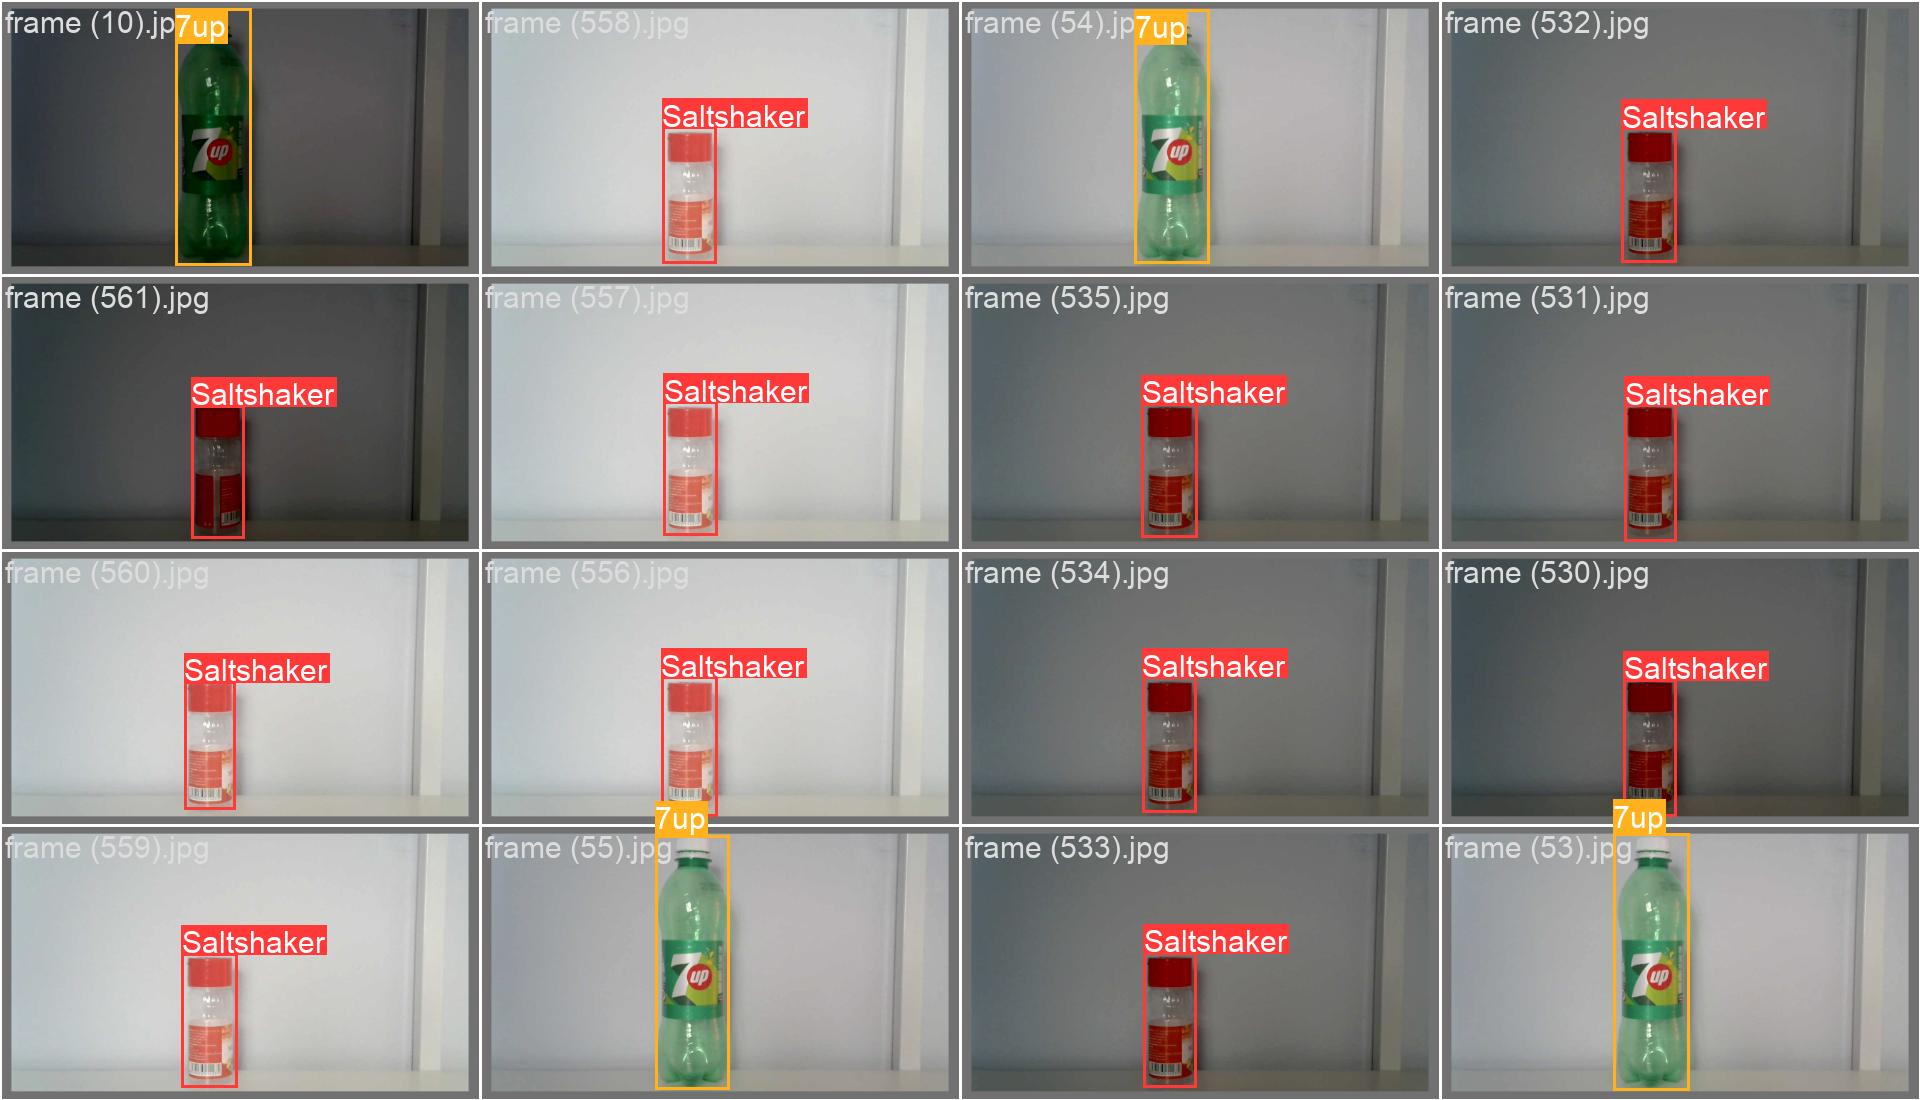 frame (10).jp
7up
7up
frame (558).jpg
Saltshaker
frame (54).jp
7up
7up
frame (532).jpg
Saltshaker
frame (561).jpg
Saltshaker
frame (557).jpg
Saltshaker
frame (535).jpg
Saltshaker
frame (531).jpg
Saltshaker
frame (560).jpg
Saltshaker
frame (556).jpg
Saltshaker
frame (534).jpg
Saltshaker
frame (530).jpg
Saltshaker
frame (559).jpg
Saltshaker
7up
frame (55).jpg
7up
frame (533).jpg
Saltshaker
7up
frame (53).jpg
7up